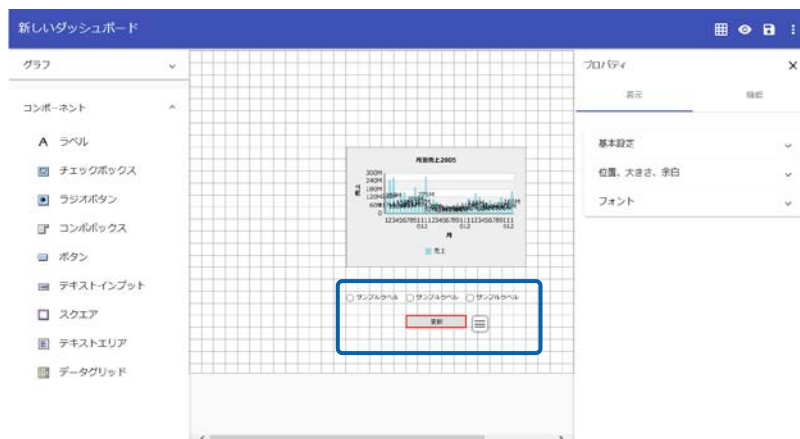 新しいダッシュボード
グラフ
コンポーネント
ラベル
チェックボックス
ラジオボタン
コンボボックス
ボタン
テキストインプット
スクエア
テキストエリア
データグリッド
月別売上2005
300M
240M
180M
120M
60M
0
売上
月
売上
サンプルラベル サンプルラベル サンプルラベル
更新
プロパティ
表示 機能
基本設定
位置、大きさ、余白
フォント